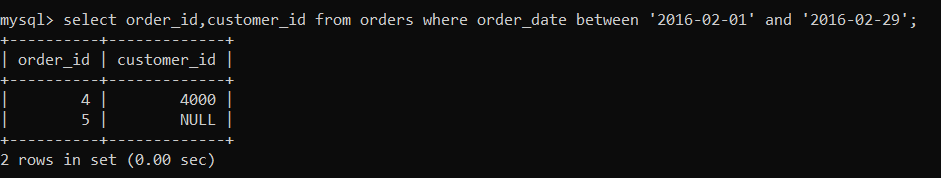 mysql> select order_id,customer_id from orders where order_date between '2016-02-01' and '2016-02-29';
+----------+-------------+
| order_id | customer_id |
+----------+-------------+
|        4 |        4000 |
|        5 |        NULL |
+----------+-------------+
2 rows in set (0.00 sec)